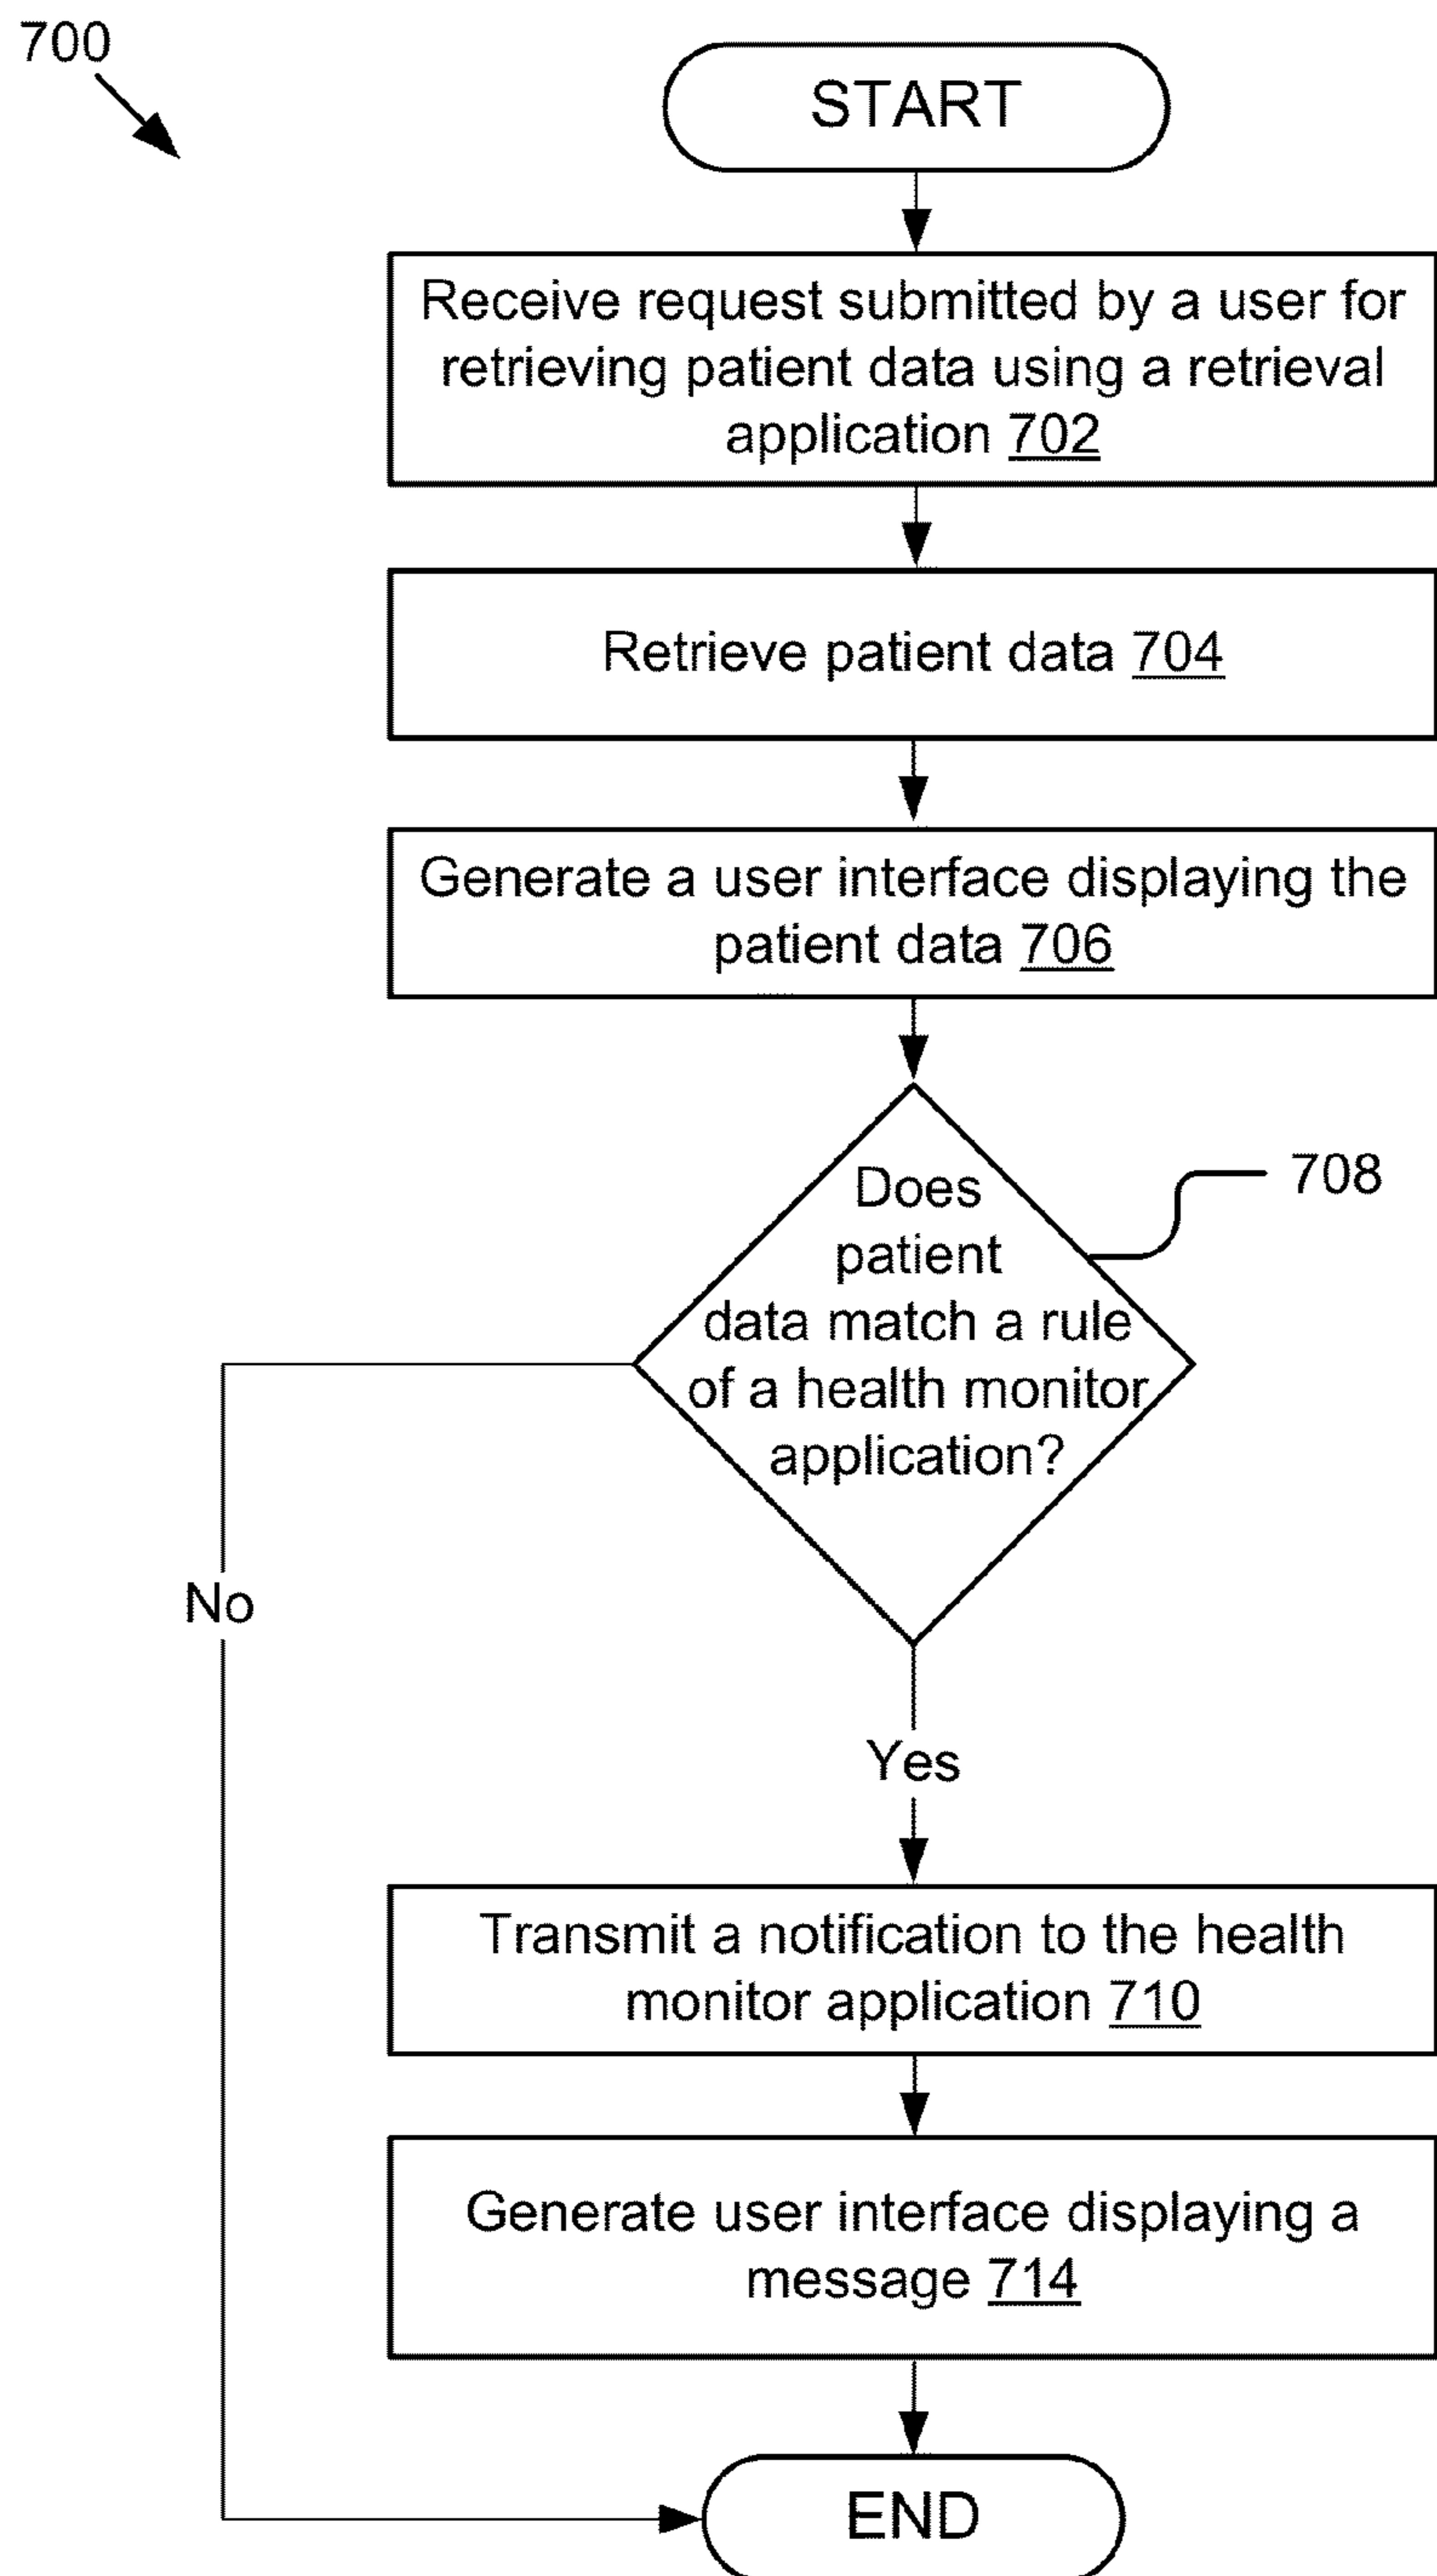 700
START
Receive request submitted by a user for
retrieving patient data using a retrieval
application 702
Retrieve patient data 704
Generate a user interface displaying the
patient data 706
Does
patient
data match a rule
of a health monitor
application?
708
No
Yes
Transmit a notification to the health
monitor application 710
Generate user interface displaying a
message 714
END